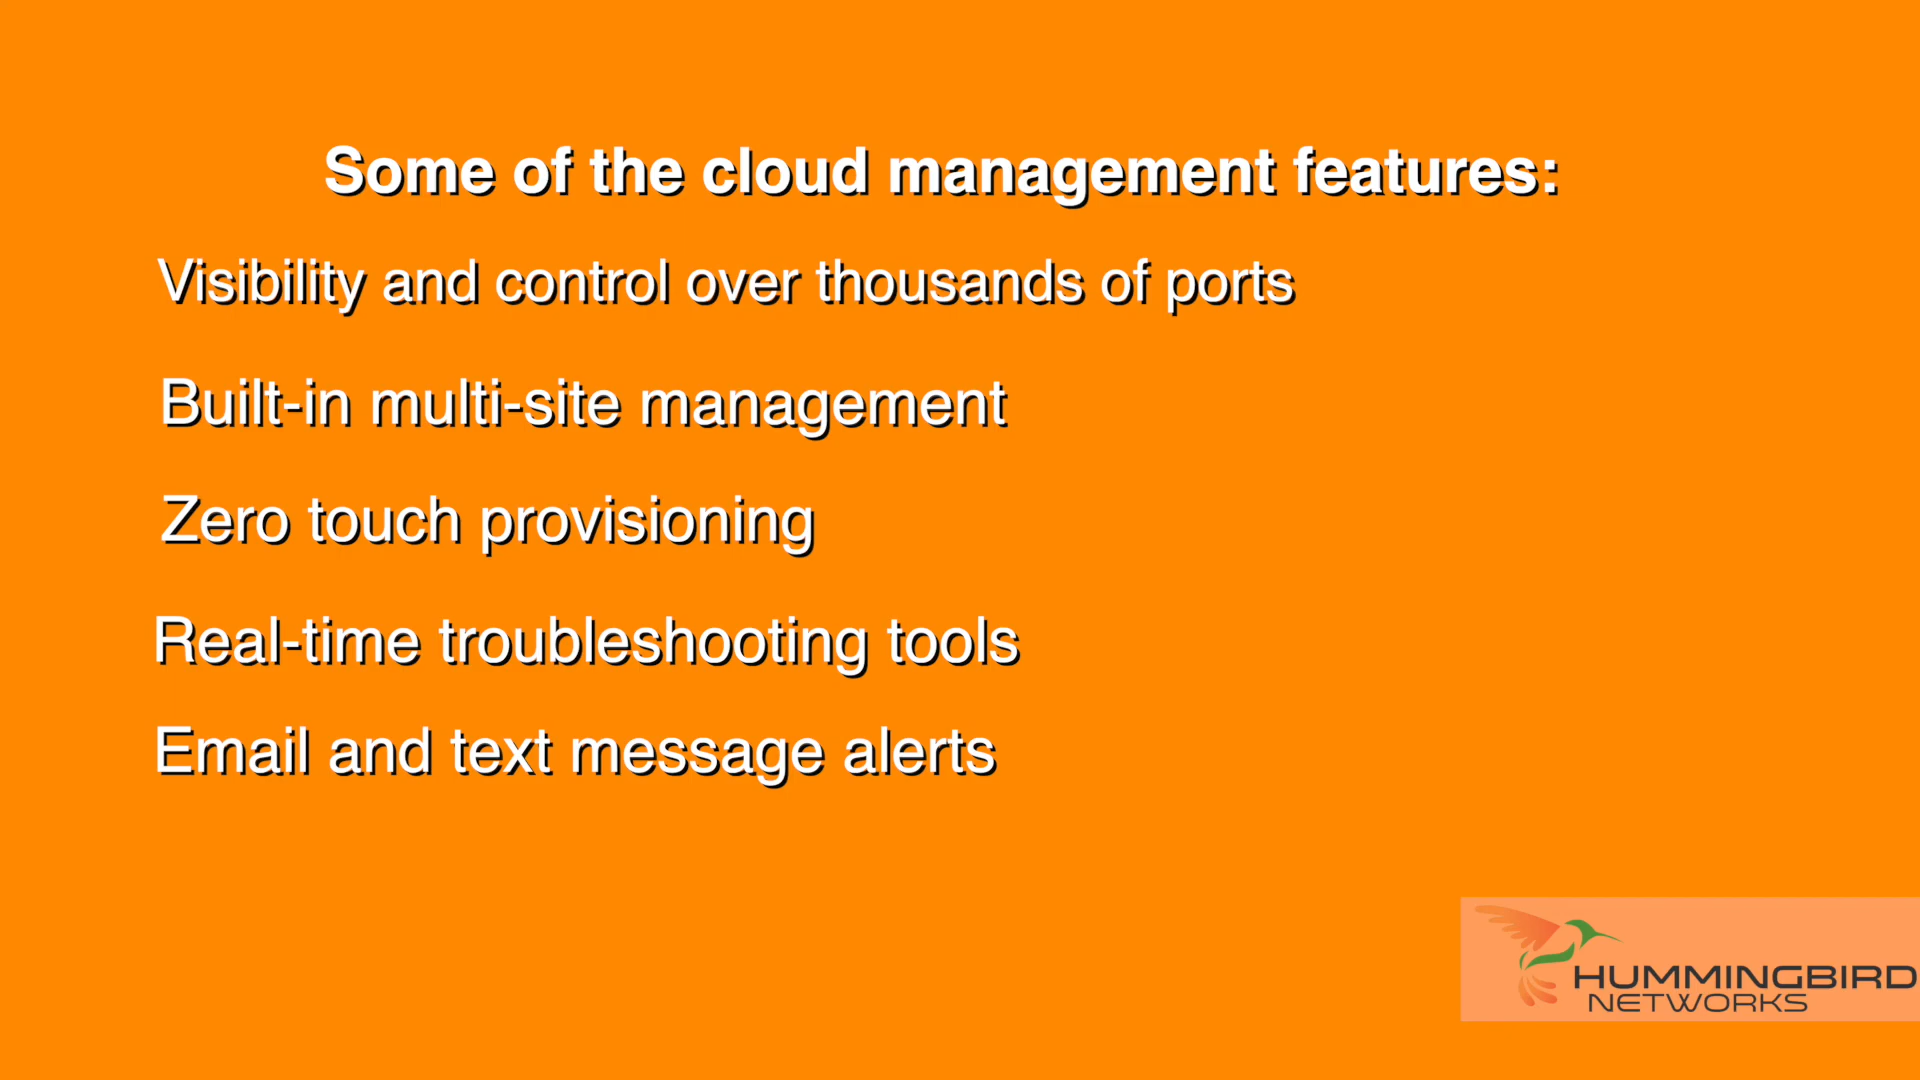 Some of the cloud management features:
Visibility and control over thousands of ports
Built-in multi-site management
Zero touch provisioning
Real-time troubleshooting tools
Email and text message alerts
HUMMINGBIRD
NETWORKS